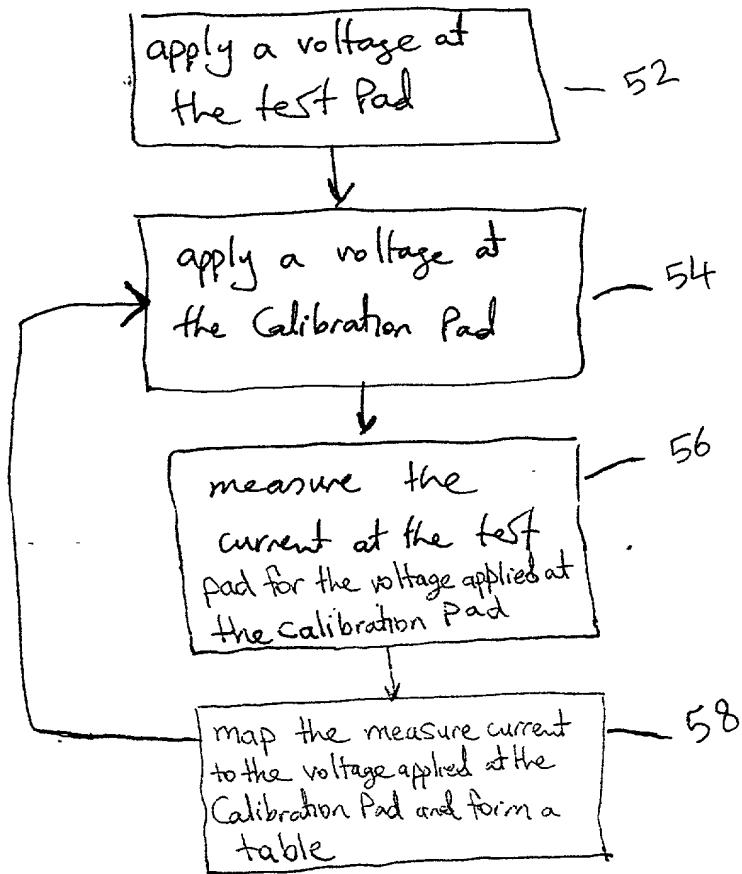 apply a voltage at
the test Pad
52
apply a voltage at
the Calibration Pad
54
measure the
current at the test
pad for the voltage applied at
the Calibration Pad
56
map the measure current
to the voltage applied at the
Calibration Pad and form a
table
58